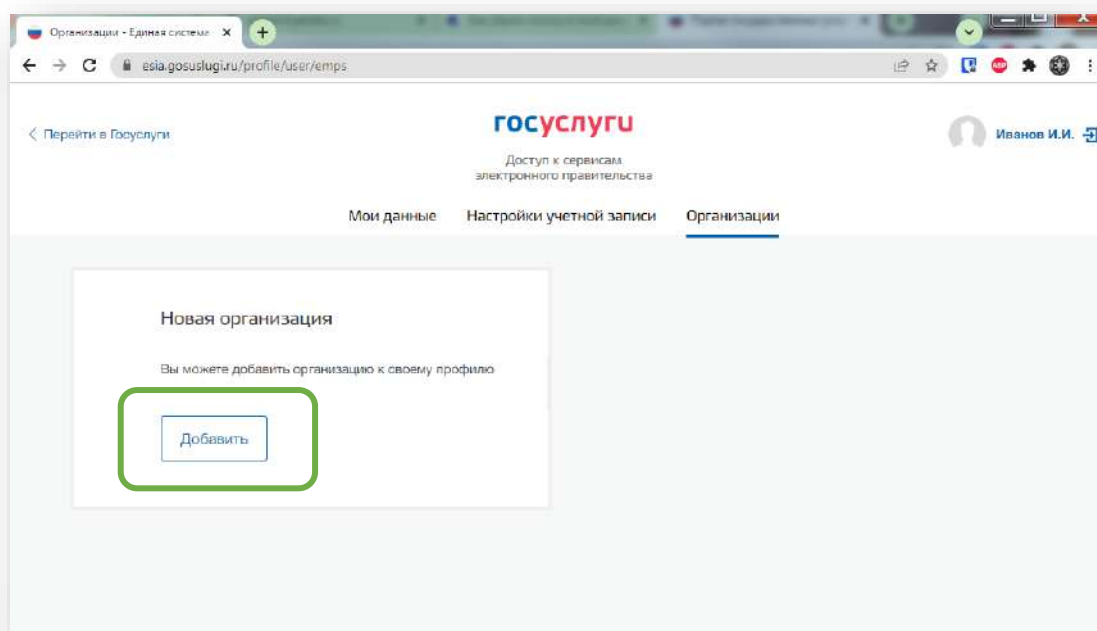 Организации - Единая система
esia.gosuslugi.ru/profile/user/emps
Перейти в Госуслуги
госуслуги
Иванов И.И.
Доступ к сервисам
электронного правительства
Мои данные Настройки учетной записи Организации
Новая организация
Вы можете добавить организацию к своему профилю
Добавить